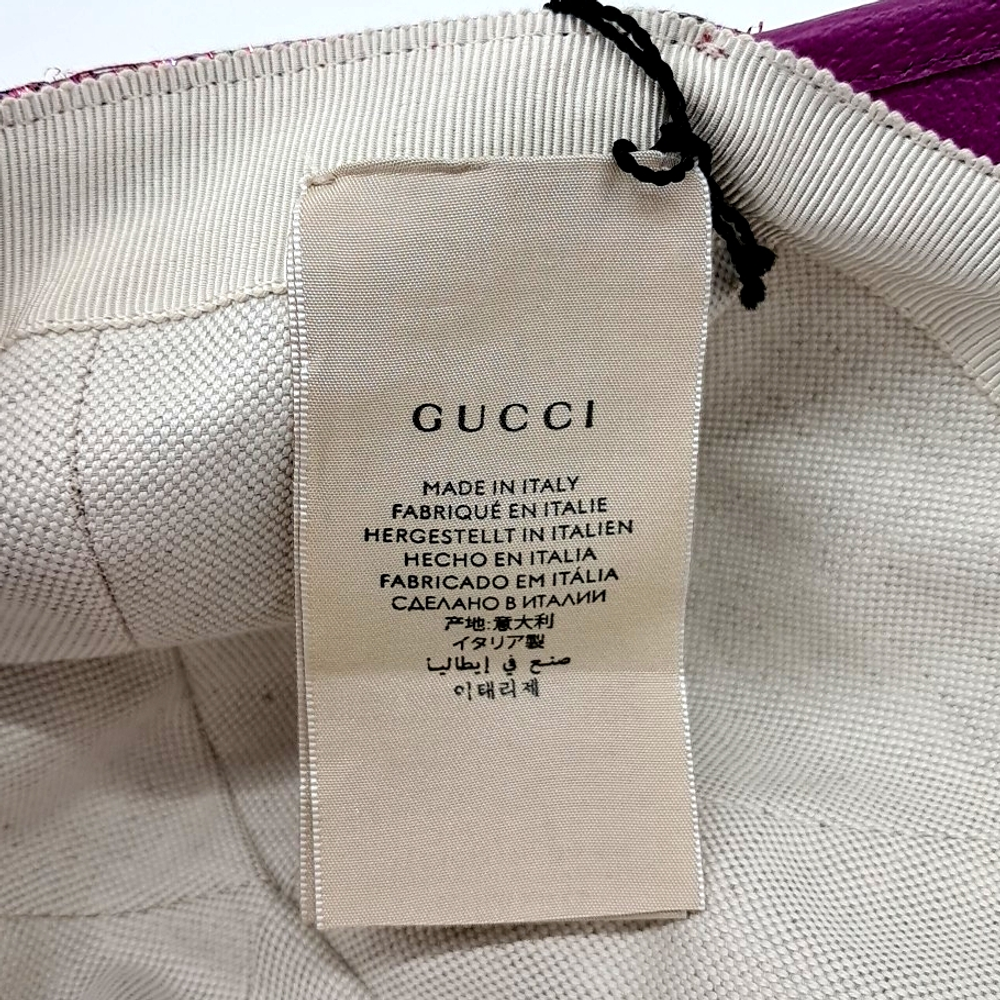 GUCCI
MADE IN ITALY
FABRIQUÉ EN ITALIE
HERGESTELLT IN ITALIEN
HECHO EN ITALIA
FABRICADO EM ITÁLIA
СДЕЛАНО В ИТАЛИИ
产地:意大利
イタリア製
صنع في إيطاليا
이태리제